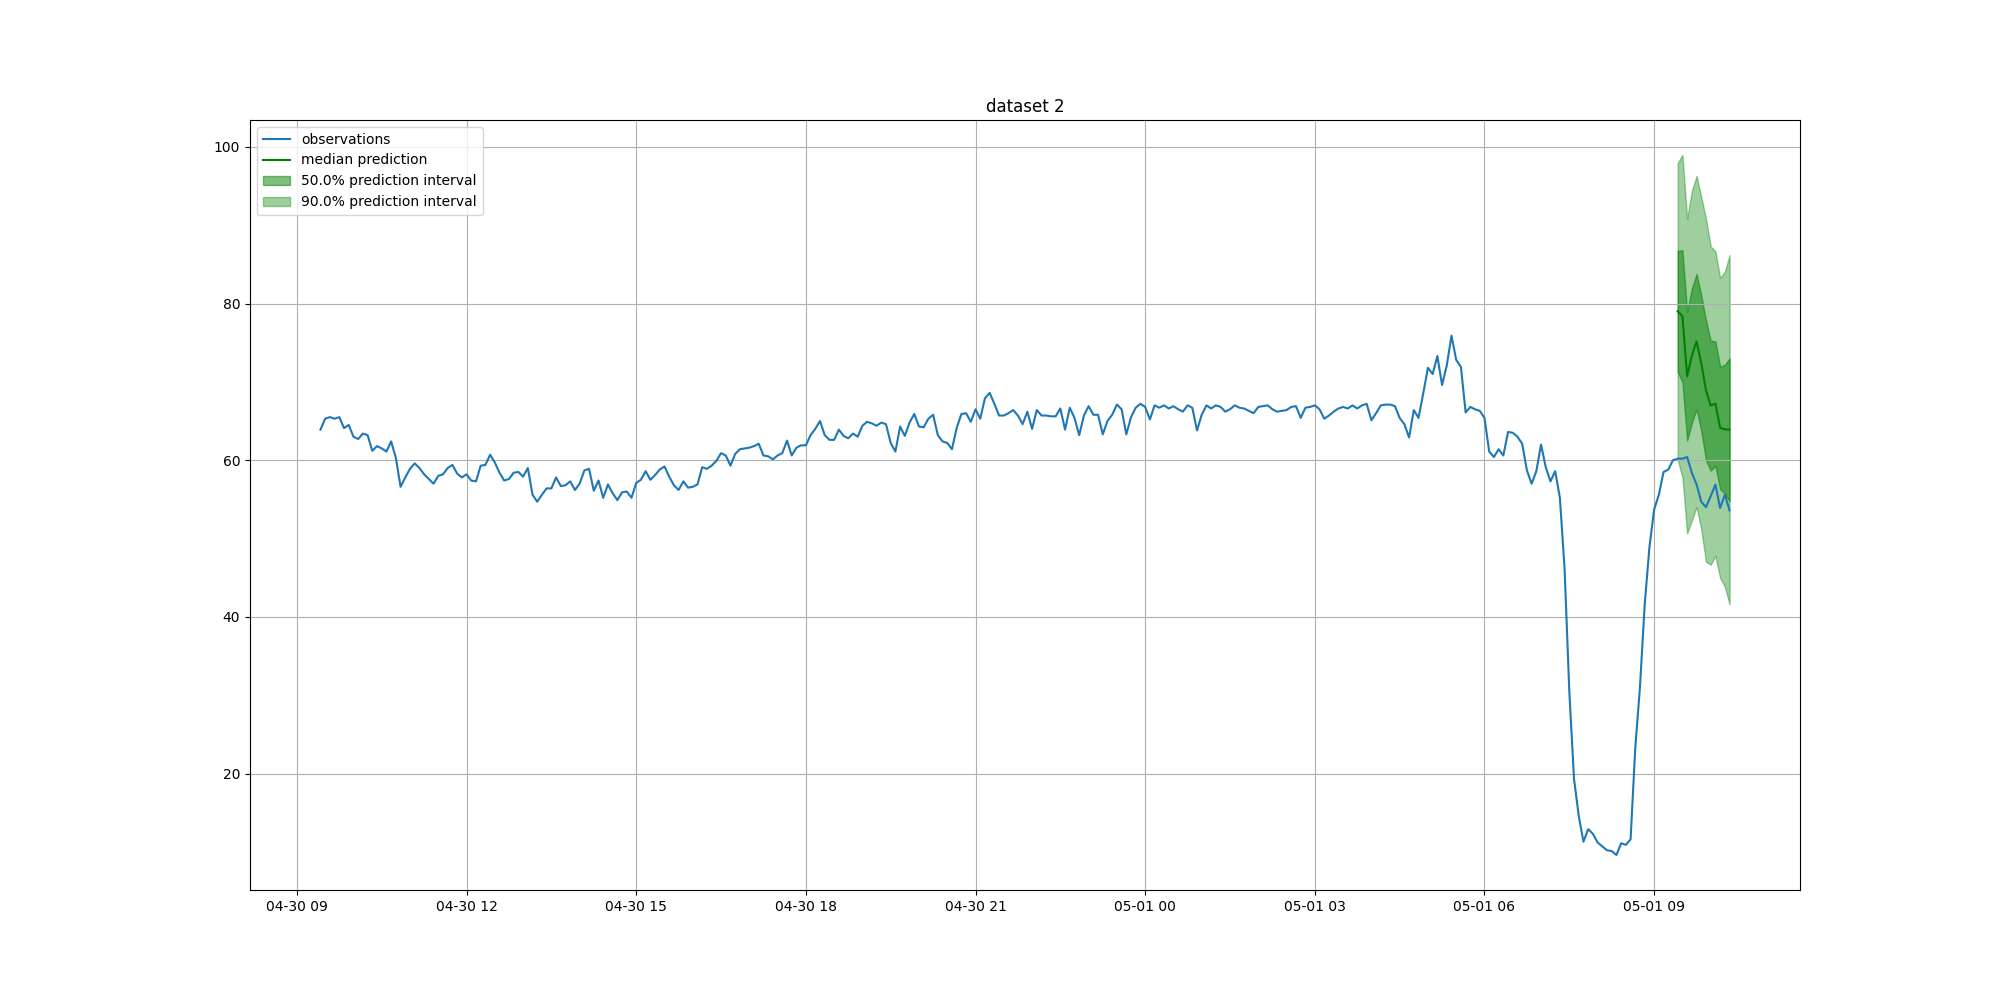 dataset 2
observations
median prediction
50.0% prediction interval
90.0% prediction interval
100
80
60
40
20
04-30 09
04-30 12
04-30 15
04-30 18
04-30 21
05-01 00
05-01 03
05-01 06
05-01 09